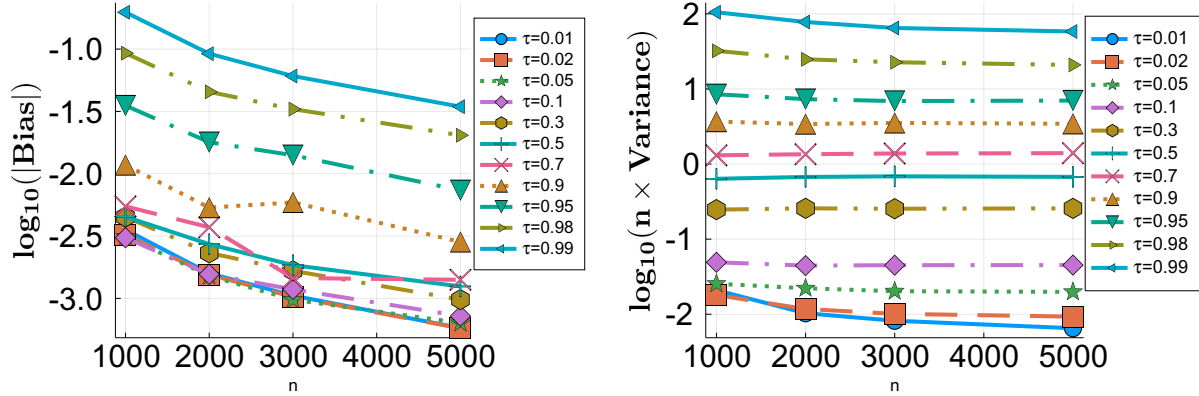 log₁₀(|Bias|)
-1.0
-1.5
-2.0
-2.5
-3.0
1000
2000
3000
4000
5000
n
τ=0.01
τ=0.02
τ=0.05
τ=0.1
τ=0.3
τ=0.5
τ=0.7
τ=0.9
τ=0.95
τ=0.98
τ=0.99
log₁₀(n × Variance)
2
1
0
-1
-2
1000
2000
3000
4000
5000
n
τ=0.01
τ=0.02
τ=0.05
τ=0.1
τ=0.3
τ=0.5
τ=0.7
τ=0.9
τ=0.95
τ=0.98
τ=0.99